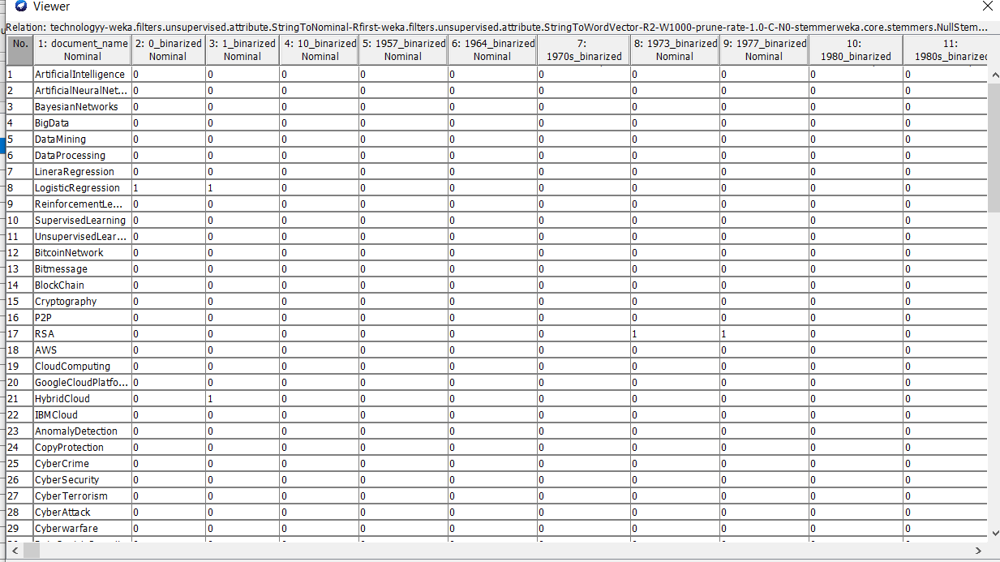 Viewer
Relation: technologyy-weka.filters.unsupervised.attribute.StringToNominal-Rfirst-weka.filters.unsupervised.attribute.StringToWordVector-R2-W1000-prune-rate-1.0-C-N0-stemmerweka.core.stemmers.NullStem...
No. 1: document_name 2: 0_binarized 3: 1_binarized 4: 10_binarized 5: 1957_binarized 6: 1964_binarized 7: 8: 1973_binarized 9: 1977_binarized 10: 11:
Nominal Nominal Nominal Nominal Nominal Nominal 1970s_binarized Nominal Nominal 1980_binarized 1980s_binarized
1 ArtificialIntelligence 0 0 0 0 0 0 0 0 0 0
2 ArtificialNeuralNet... 0 0 0 0 0 0 0 0 0 0
3 BayesianNetworks 0 0 0 0 0 0 0 0 0 0
4 BigData 0 0 0 0 0 0 0 0 0 0
5 DataMining 0 0 0 0 0 0 0 0 0 0
6 DataProcessing 0 0 0 0 0 0 0 0 0 0
7 LineraRegression 0 0 0 0 0 0 0 0 0 0
8 LogisticRegression 1 1 0 0 0 0 0 0 0 0
9 ReinforcementLe... 0 0 0 0 0 0 0 0 0 0
10 SupervisedLearning 0 0 0 0 0 0 0 0 0 0
11 UnsupervisedLear... 0 0 0 0 0 0 0 0 0 0
12 BitcoinNetwork 0 0 0 0 0 0 0 0 0 0
13 Bitmessage 0 0 0 0 0 0 0 0 0 0
14 BlockChain 0 0 0 0 0 0 0 0 0 0
15 Cryptography 0 0 0 0 0 0 0 0 0 0
16 P2P 0 0 0 0 0 0 0 0 0 0
17 RSA 0 0 0 0 0 0 1 1 0 0
18 AWS 0 0 0 0 0 0 0 0 0 0
19 CloudComputing 0 0 0 0 0 0 0 0 0 0
20 GoogleCloudPlatfo... 0 0 0 0 0 0 0 0 0 0
21 HybridCloud 0 1 0 0 0 0 0 0 0 0
22 IBMCloud 0 0 0 0 0 0 0 0 0 0
23 AnomalyDetection 0 0 0 0 0 0 0 0 0 0
24 CopyProtection 0 0 0 0 0 0 0 0 0 0
25 CyberCrime 0 0 0 0 0 0 0 0 0 0
26 CyberSecurity 0 0 0 0 0 0 0 0 0 0
27 CyberTerrorism 0 0 0 0 0 0 0 0 0 0
28 CyberAttack 0 0 0 0 0 0 0 0 0 0
29 Cyberwarfare 0 0 0 0 0 0 0 0 0 0